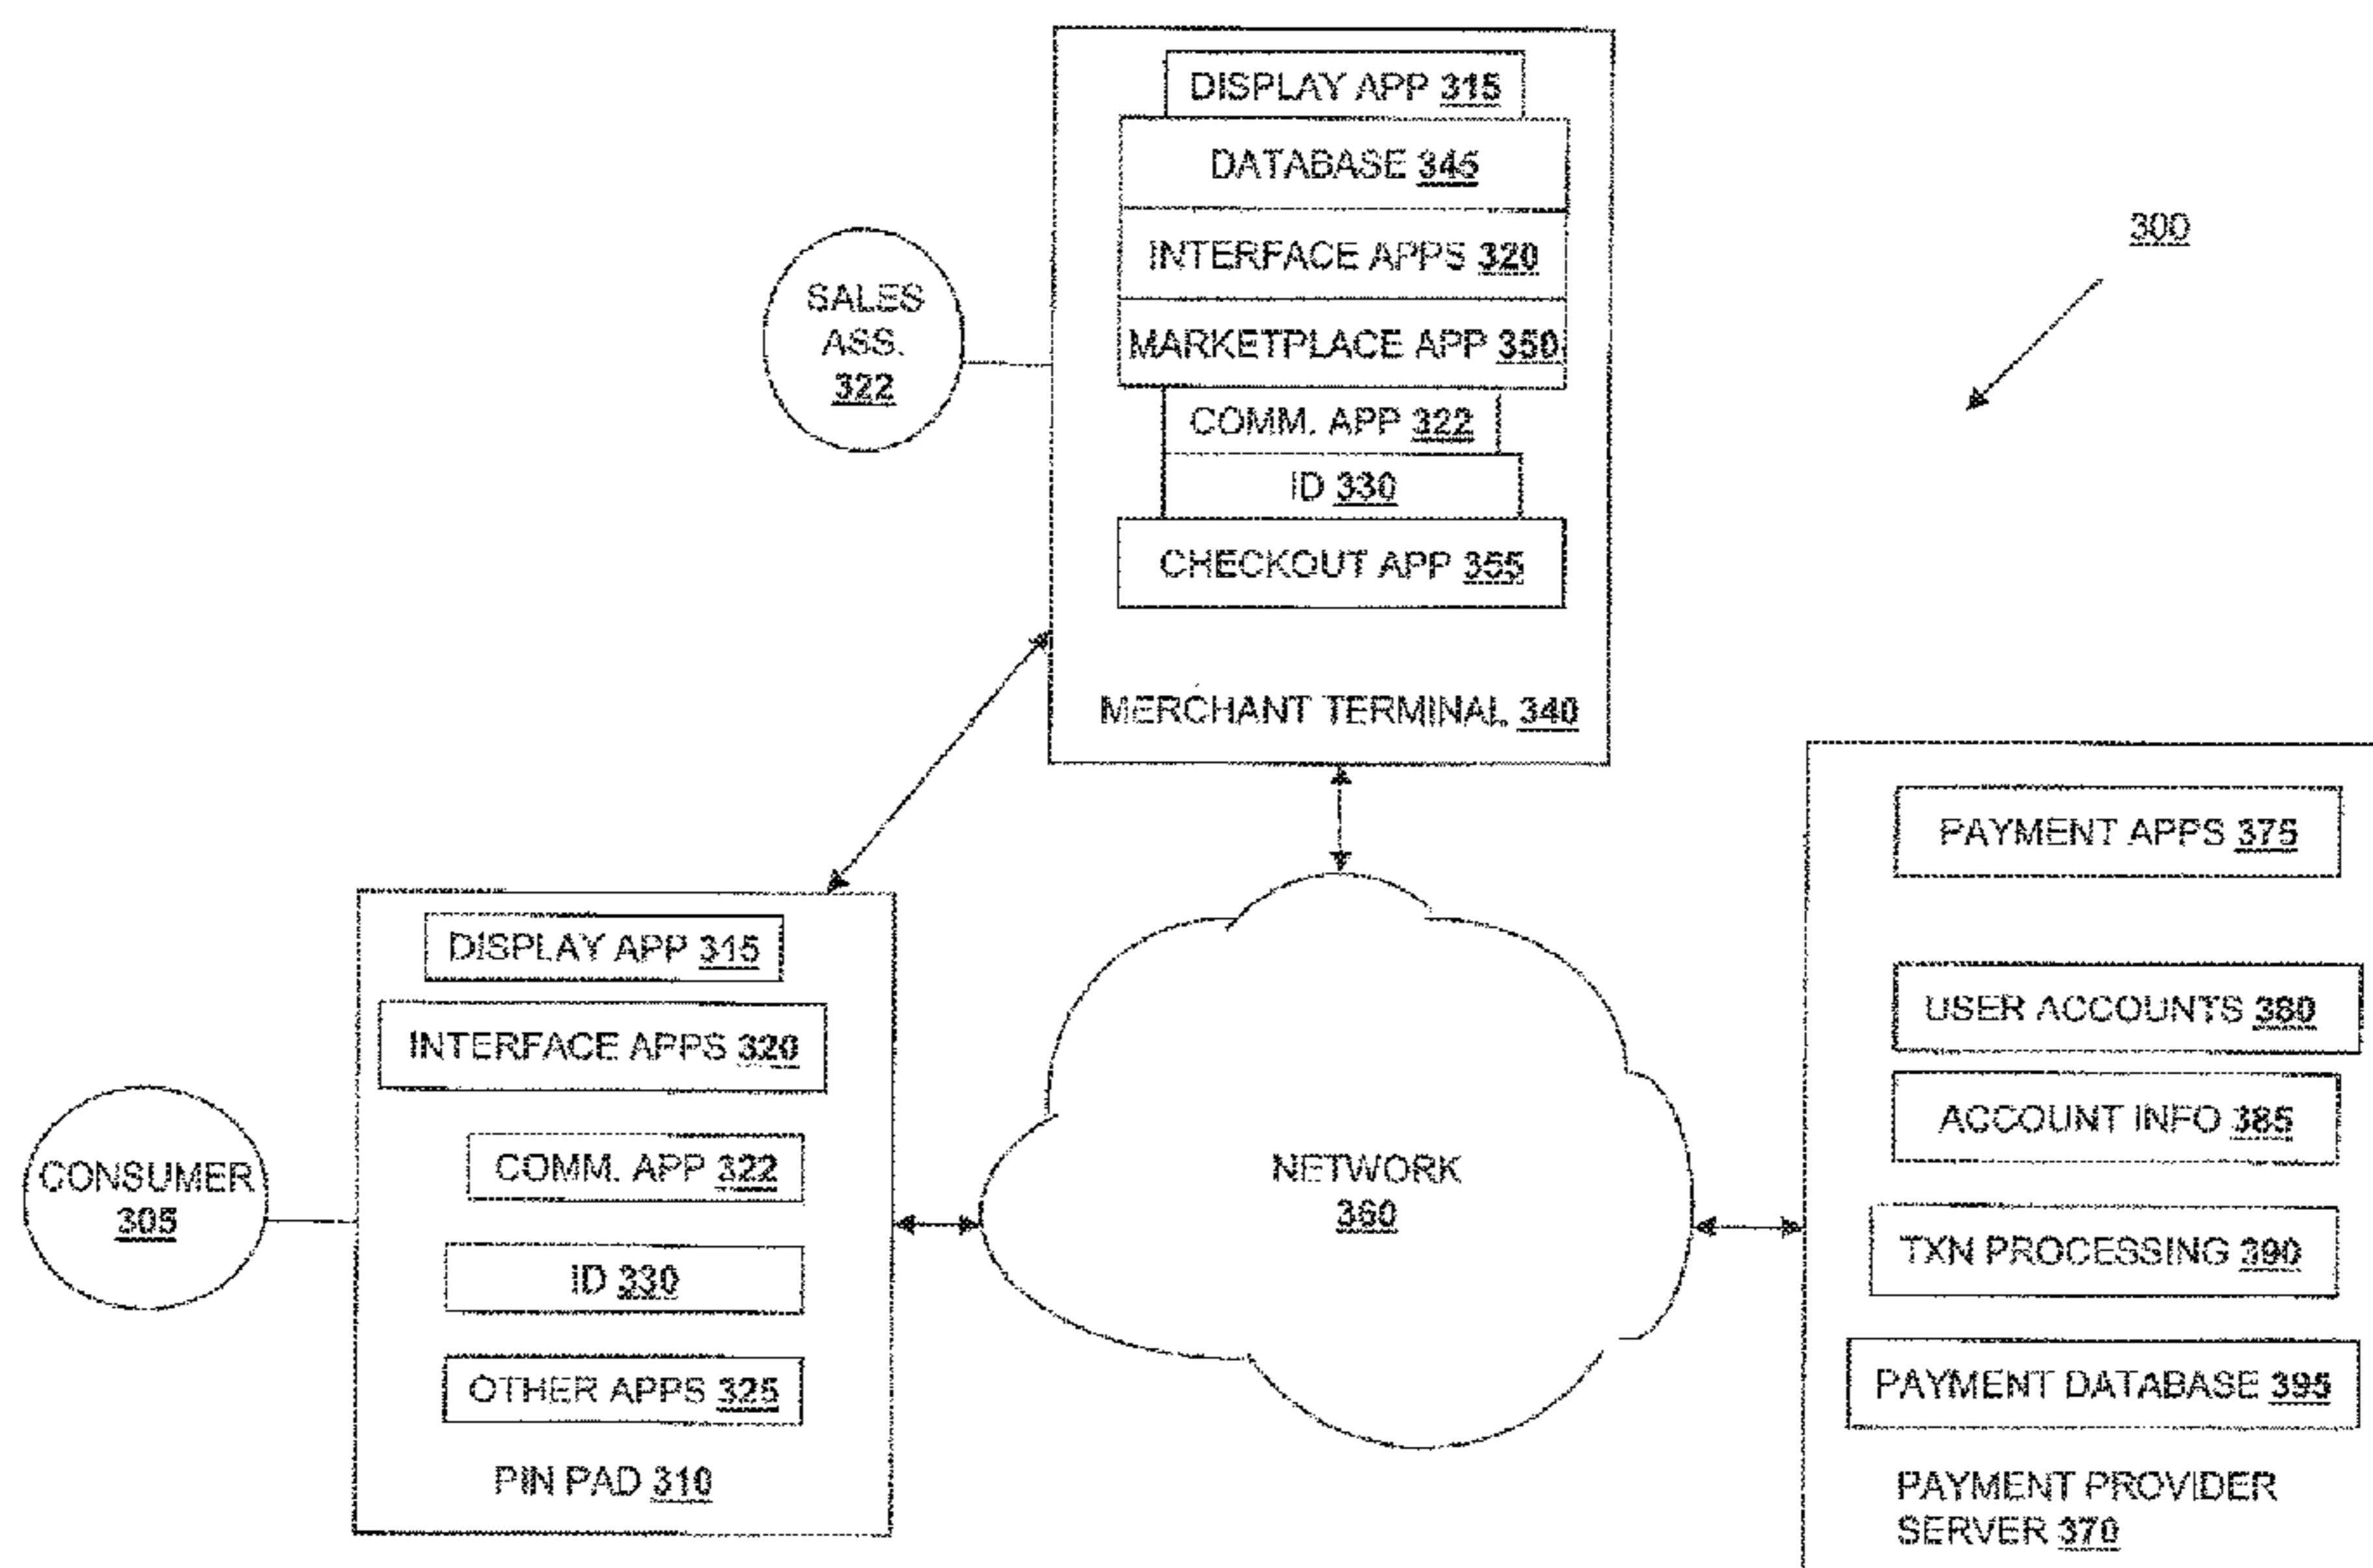 DISPLAY APP 315
DATABASE 345
INTERFACE APPS 320
MARKETPLACE APP 350
COMM. APP 322
ID 330
CHECKOUT APP 355
MERCHANT TERMINAL 340
SALES
ASS.
322
300
DISPLAY APP 315
INTERFACE APPS 320
COMM. APP 322
ID 330
OTHER APPS 325
PIN PAD 310
CONSUMER
305
NETWORK
360
PAYMENT APPS 375
USER ACCOUNTS 380
ACCOUNT INFO 385
TXN PROCESSING 390
PAYMENT DATABASE 395
PAYMENT PROVIDER
SERVER 370